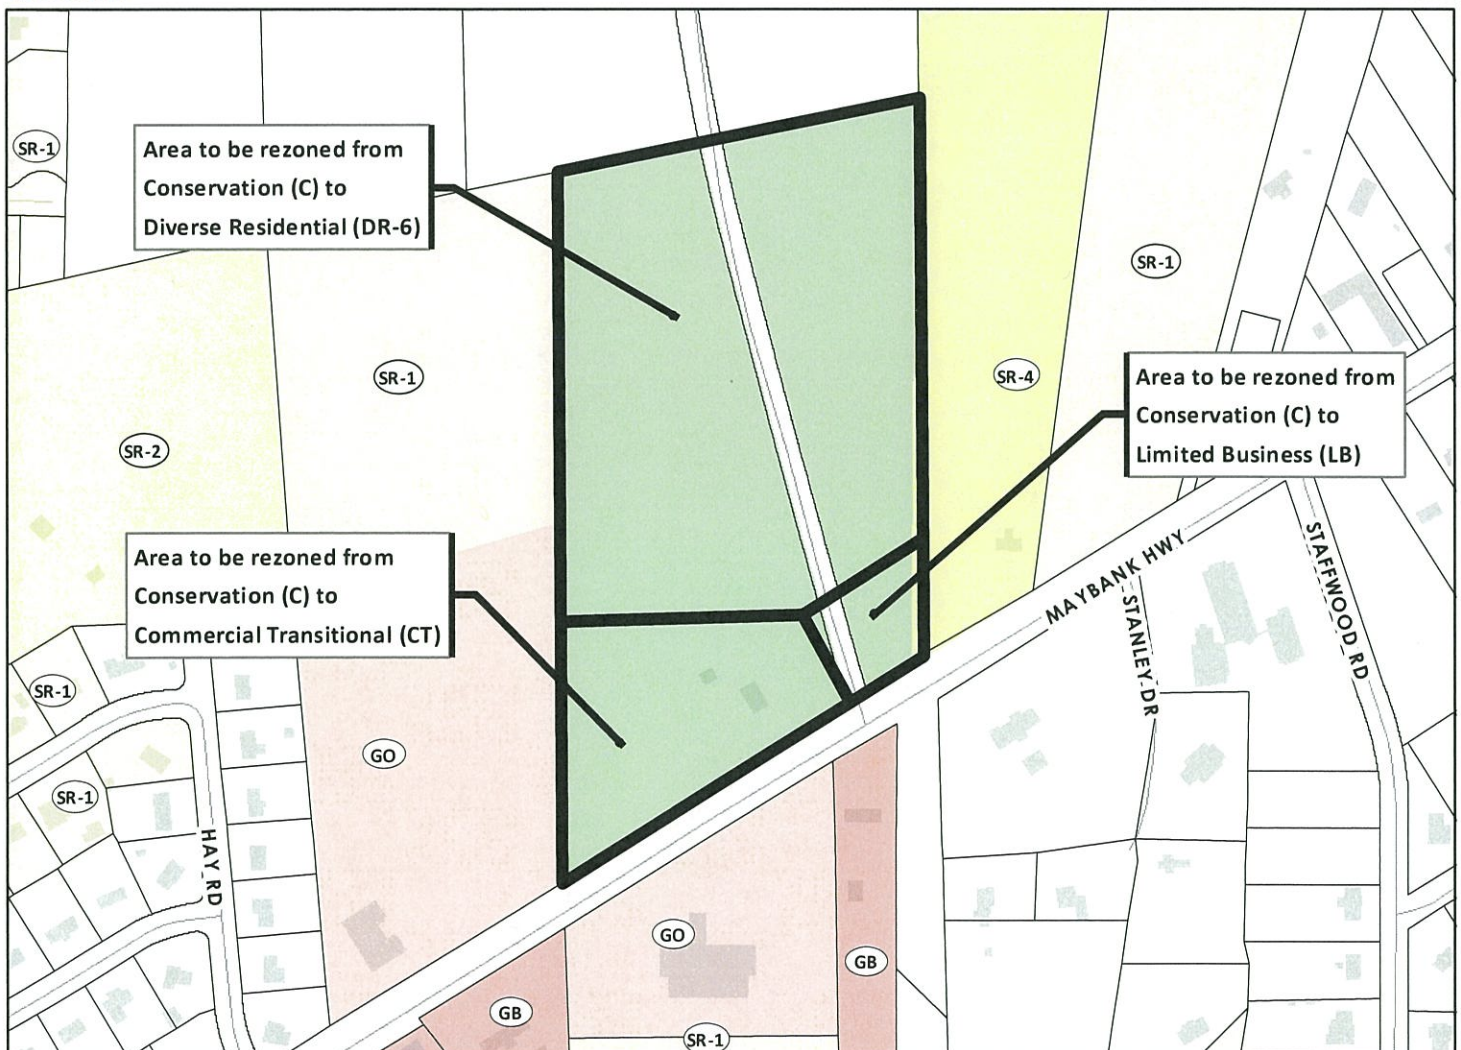 SR-1
Area to be rezoned from
Conservation (C) to
Diverse Residential (DR-6)
SR-1
SR-1
SR-4
Area to be rezoned from
Conservation (C) to
Limited Business (LB)
SR-2
Area to be rezoned from
Conservation (C) to
Commercial Transitional (CT)
MAYBANK HWY
STANLEY DR
STAFFWOOD RD
SR-1
GO
SR-1
HAY RD
GO
GB
GB
SR-1